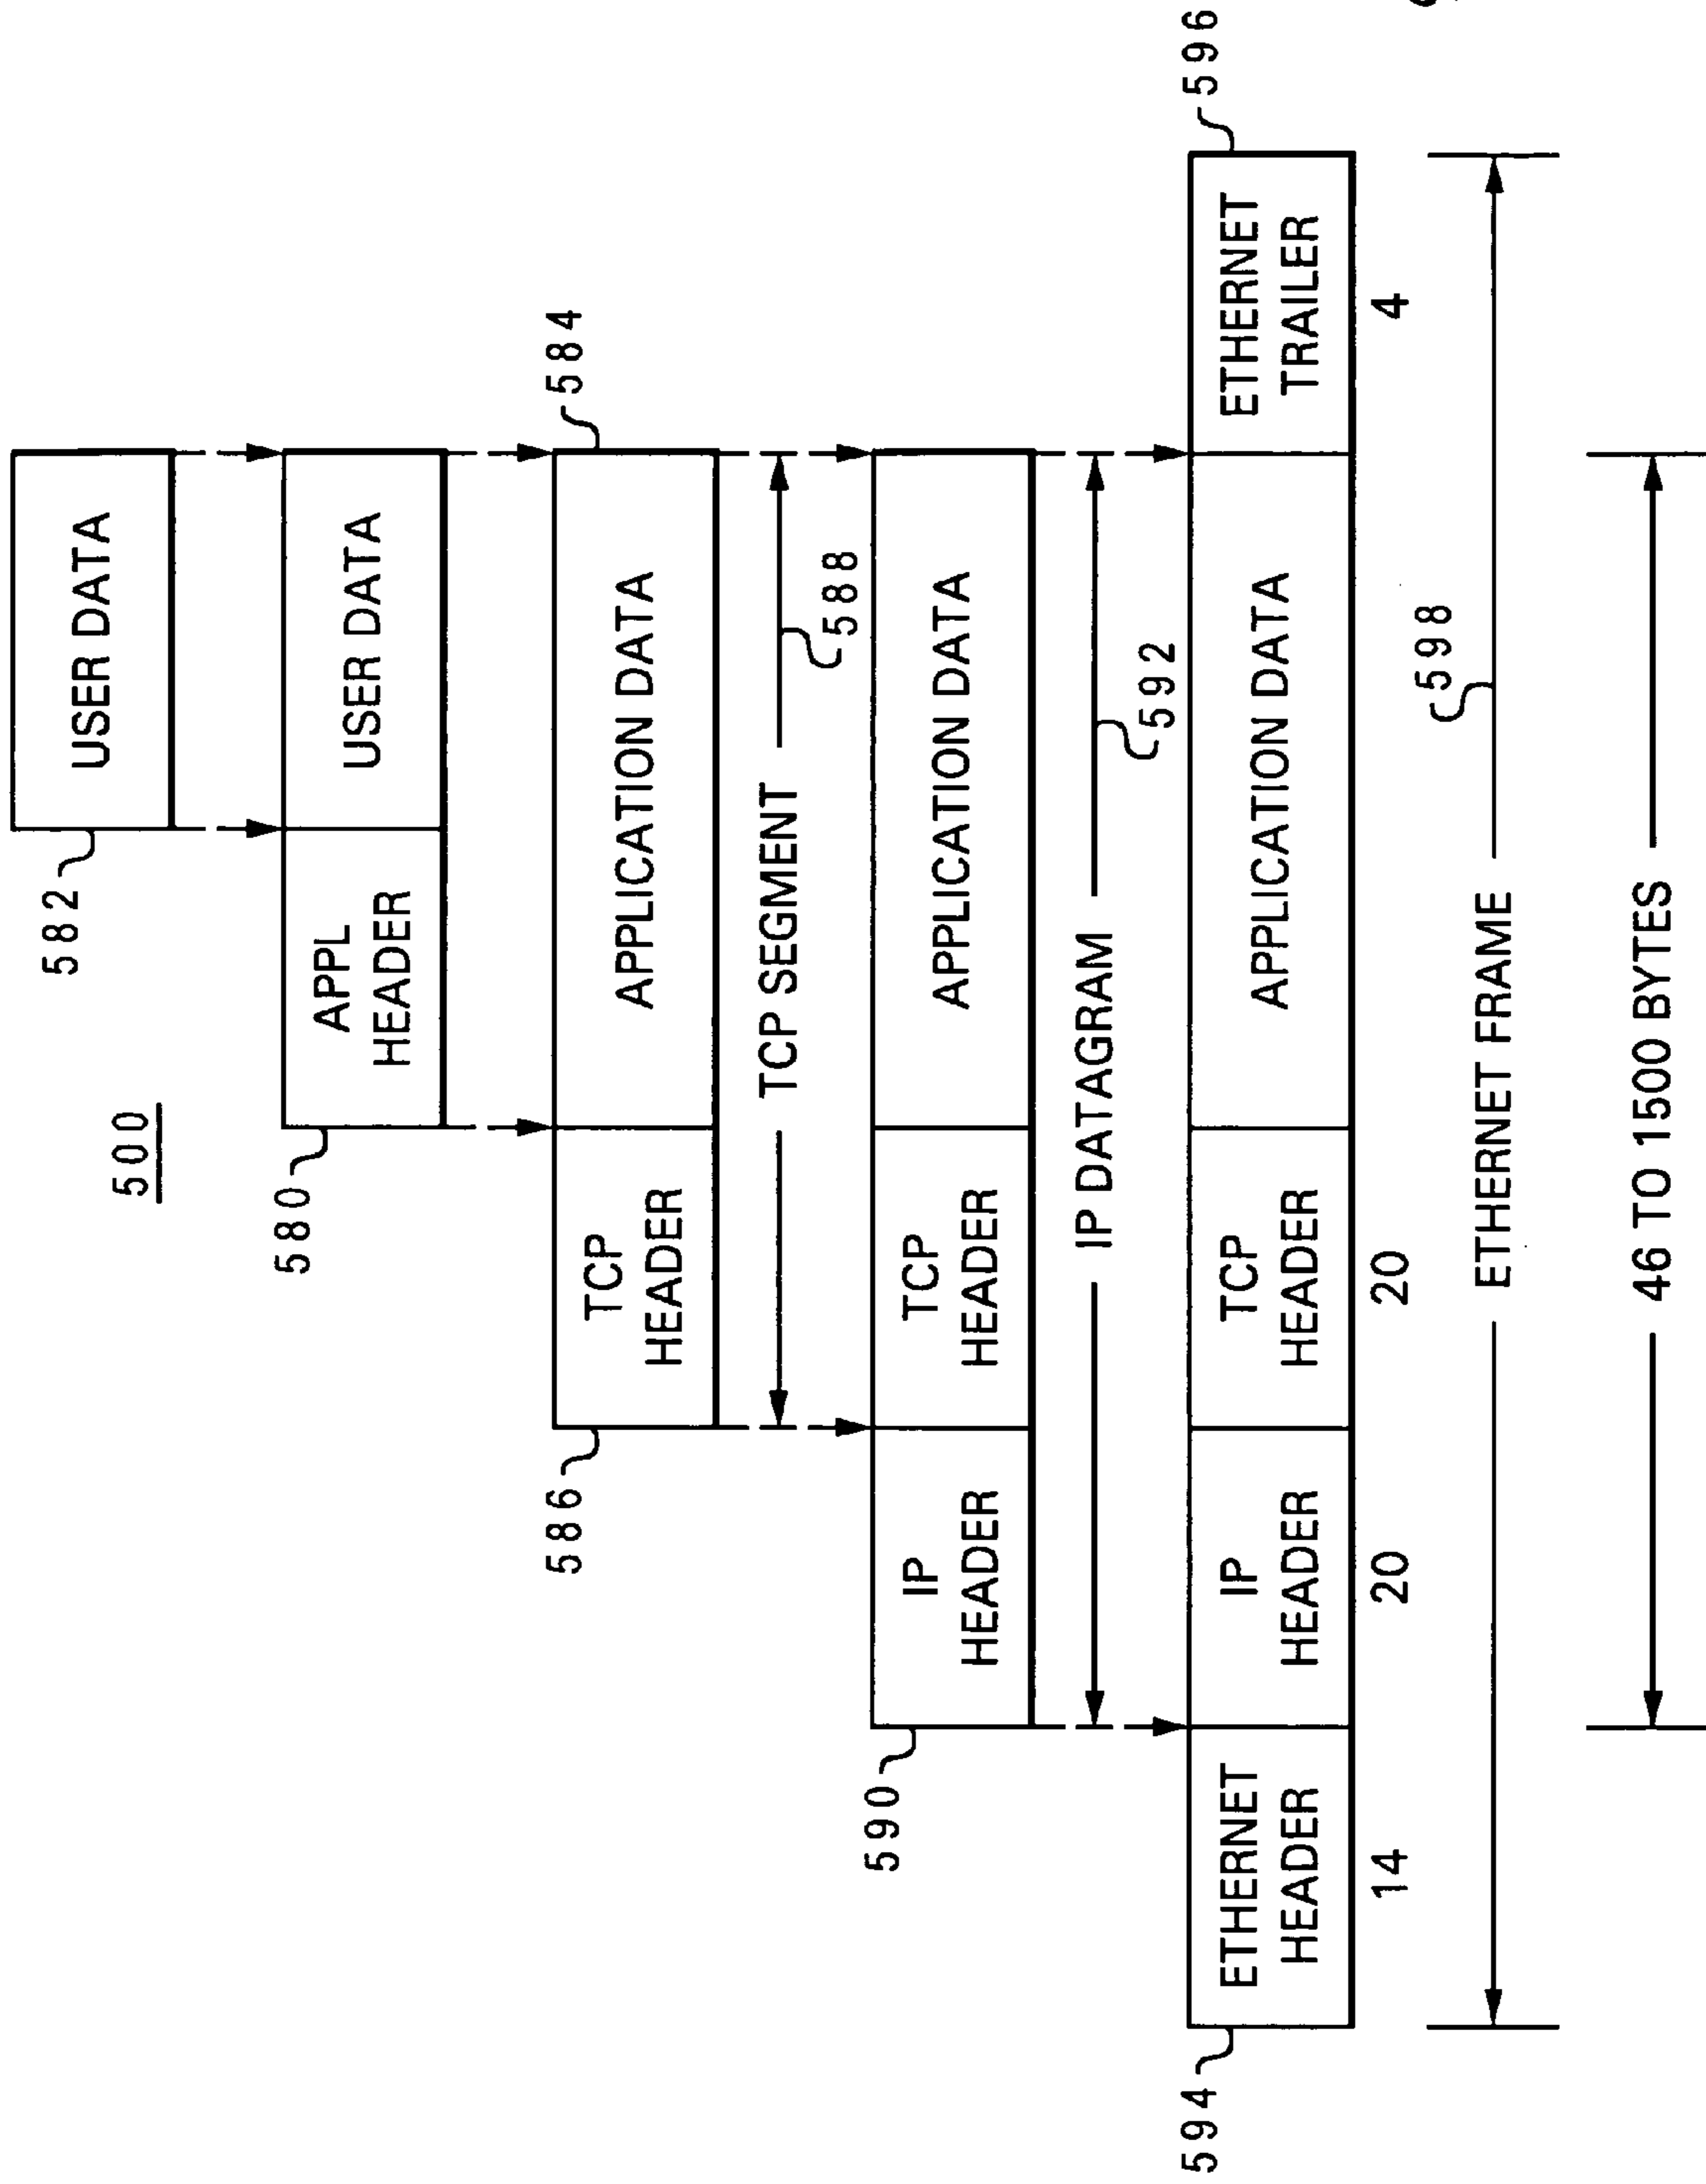 500
582
USER DATA
580
APPL
HEADER
USER DATA
586
TCP
HEADER
APPLICATION DATA
584
TCP SEGMENT
588
590
IP
HEADER
TCP
HEADER
APPLICATION DATA
IP DATAGRAM
592
594
ETHERNET
HEADER
IP
HEADER
TCP
HEADER
APPLICATION DATA
ETHERNET
TRAILER
596
14
20
20
4
ETHERNET FRAME
598
46 TO 1500 BYTES